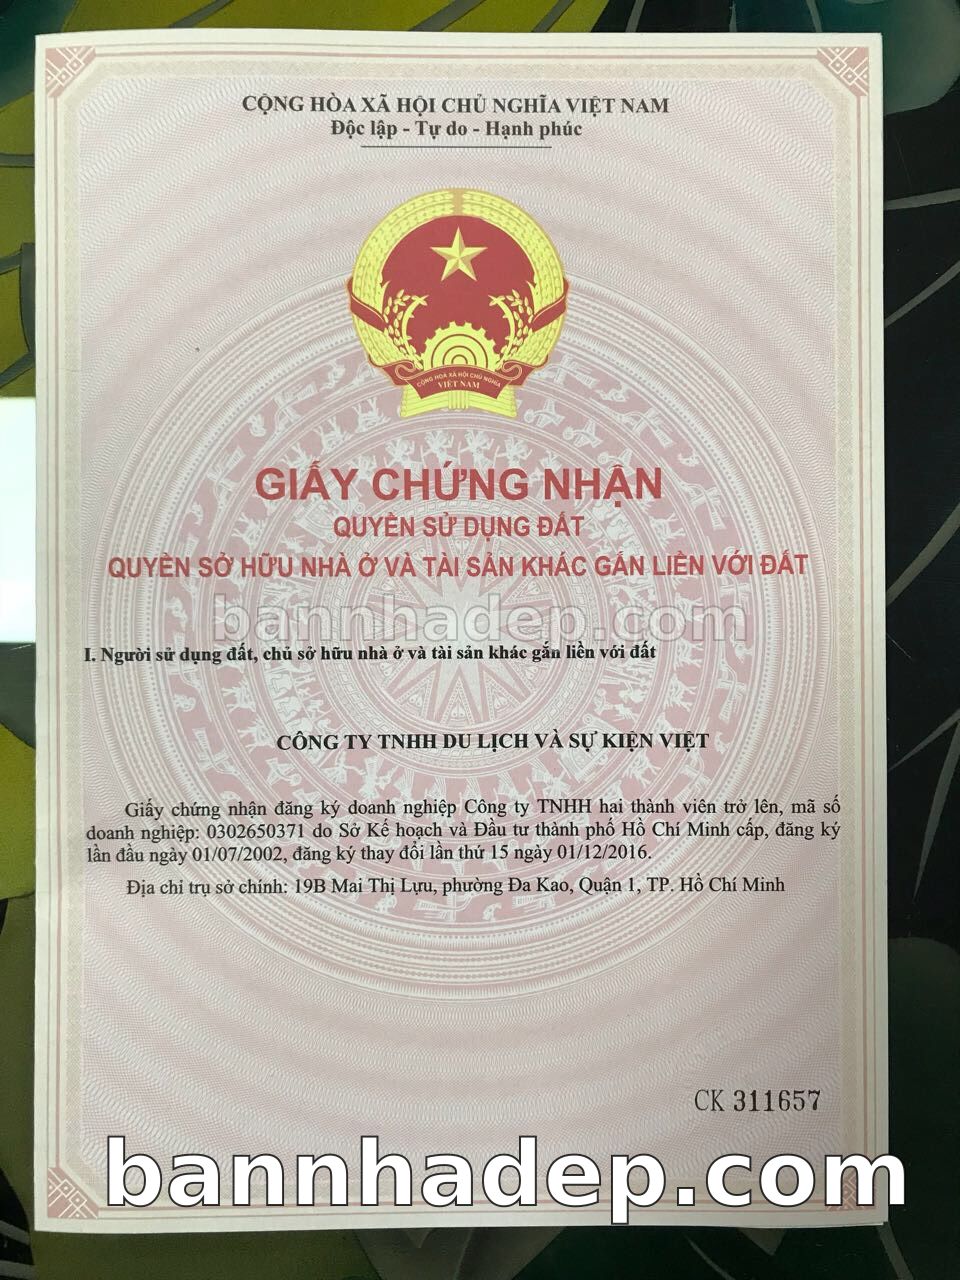 CỘNG HÒA XÃ HỘI CHỦ NGHĨA VIỆT NAM
Độc lập - Tự do - Hạnh phúc
CỘNG HOÀ XÃ HỘI CHỦ NGHĨA
VIỆT NAM
GIẤY CHỨNG NHẬN
QUYỀN SỬ DỤNG ĐẤT
QUYỀN SỞ HỮU NHÀ Ở VÀ TÀI SẢN KHÁC GẮN LIỀN VỚI ĐẤT
bannhadep.com
I. Người sử dụng đất, chủ sở hữu nhà ở và tài sản khác gắn liền với đất
CÔNG TY TNHH DU LỊCH VÀ SỰ KIỆN VIỆT
Giấy chứng nhận đăng ký doanh nghiệp Công ty TNHH hai thành viên trở lên, mã số
doanh nghiệp: 0302650371 do Sở Kế hoạch và Đầu tư thành phố Hồ Chí Minh cấp, đăng ký
lần đầu ngày 01/07/2002, đăng ký thay đổi lần thứ 15 ngày 01/12/2016.
Địa chỉ trụ sở chính: 19B Mai Thị Lựu, phường Đa Kao, Quận 1, TP. Hồ Chí Minh
CK 311657
bannhadep.com